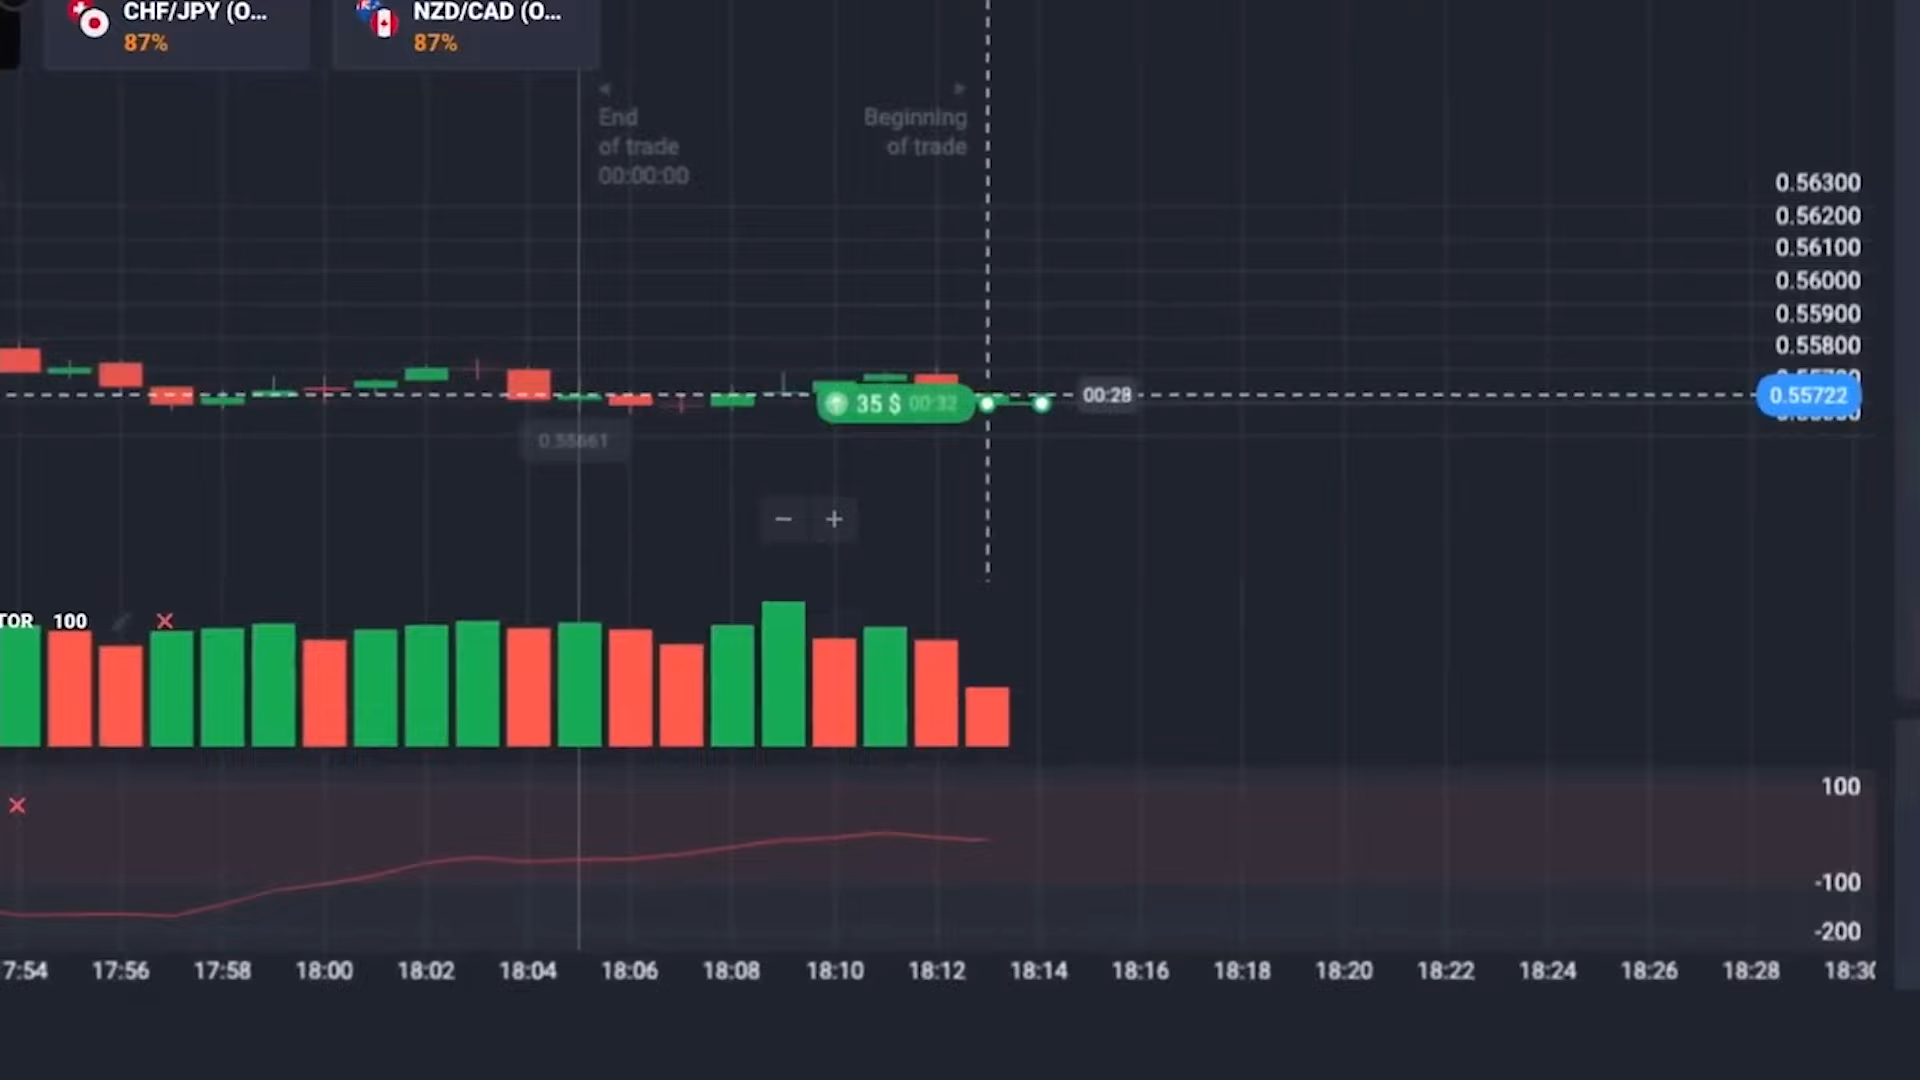 CHF/JPY (O...
87%
NZD/CAD (O...
87%
End
of trade
00:00:00
Beginning
of trade
0.56300
0.56200
0.56100
0.56000
0.55900
0.55800
35 $ 00:32
00:28
0.55722
0.55661
− +
TOR 100
100
-100
-200
7:54 17:56 17:58 18:00 18:02 18:04 18:06 18:08 18:10 18:12 18:14 18:16 18:18 18:20 18:22 18:24 18:26 18:28 18:30